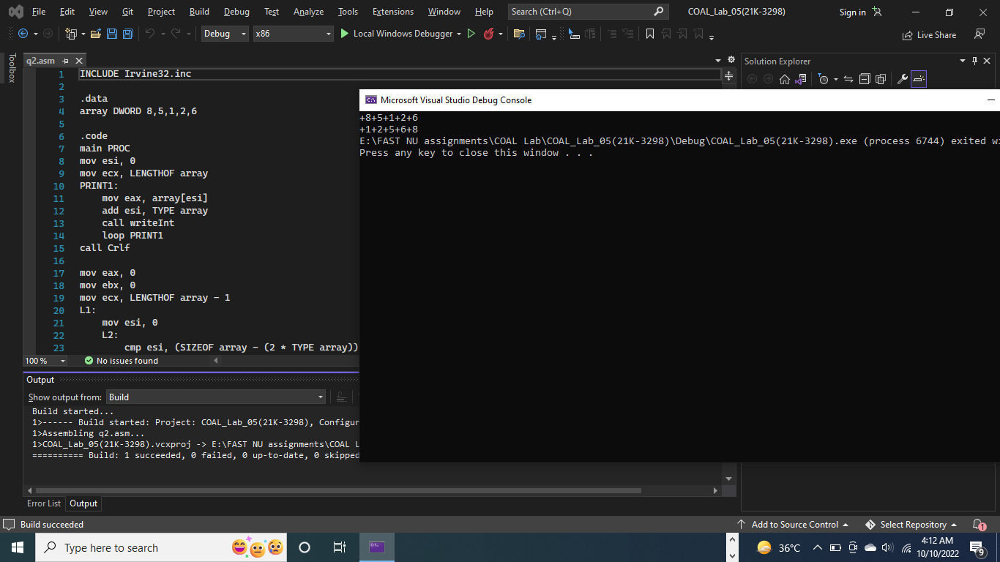 File Edit View Git Project Build Debug Test Analyze Tools Extensions Window Help Search (Ctrl+Q) COAL_Lab_05(21K-3298) Sign in
Debug x86 Local Windows Debugger Live Share
Toolbox
q2.asm
Solution Explorer
1 INCLUDE Irvine32.inc
2
3 .data
4 array DWORD 8,5,1,2,6
5
6 .code
7 main PROC
8 mov esi, 0
9 mov ecx, LENGTHOF array
10 PRINT1:
11 mov eax, array[esi]
12 add esi, TYPE array
13 call writeInt
14 loop PRINT1
15 call Crlf
16
17 mov eax, 0
18 mov ebx, 0
19 mov ecx, LENGTHOF array - 1
20 L1:
21 mov esi, 0
22 L2:
23 cmp esi, (SIZEOF array - (2 * TYPE array))
Microsoft Visual Studio Debug Console
+8+5+1+2+6
+1+2+5+6+8
E:\FAST NU assignments\COAL Lab\COAL_Lab_05(21K-3298)\Debug\COAL_Lab_05(21K-3298).exe (process 6744) exited wi
Press any key to close this window . . .
100 % No issues found
Output
Show output from: Build
Build started...
1>------ Build started: Project: COAL_Lab_05(21K-3298), Configur
1>Assembling q2.asm...
1>COAL_Lab_05(21K-3298).vcxproj -> E:\FAST NU assignments\COAL L
========== Build: 1 succeeded, 0 failed, 0 up-to-date, 0 skipped
Error List Output
Build succeeded Add to Source Control Select Repository 1
Type here to search 36°C 4:12 AM
10/10/2022 9